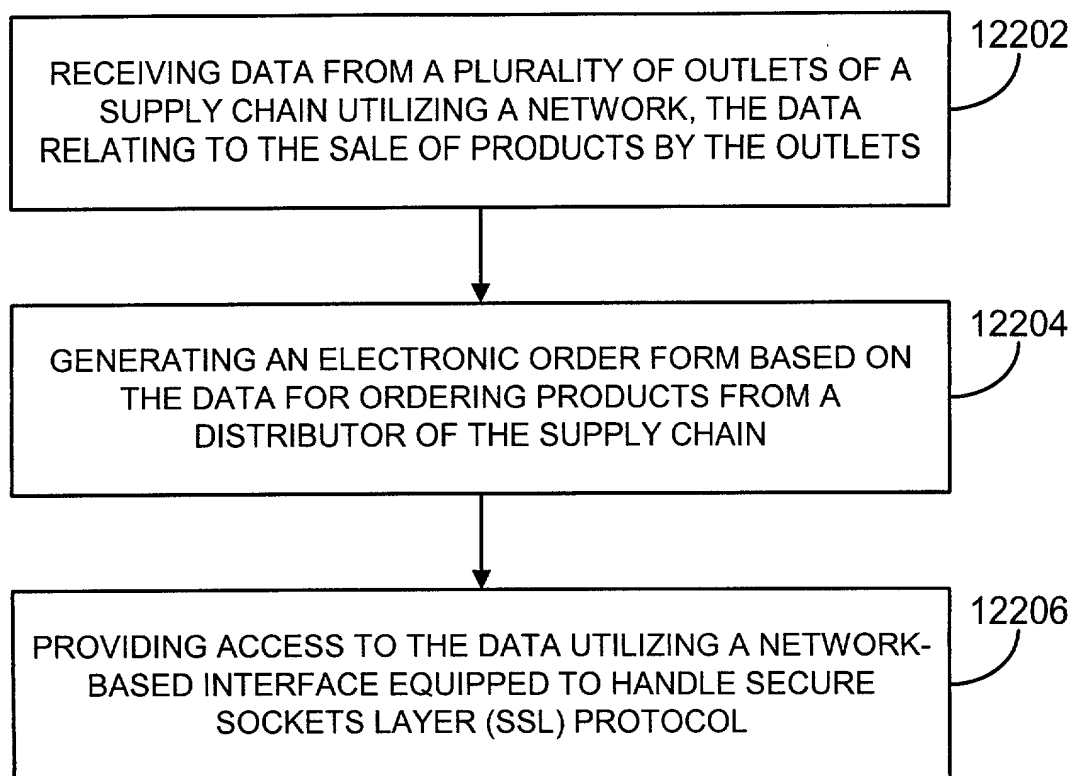 12202
RECEIVING DATA FROM A PLURALITY OF OUTLETS OF A
SUPPLY CHAIN UTILIZING A NETWORK, THE DATA
RELATING TO THE SALE OF PRODUCTS BY THE OUTLETS
12204
GENERATING AN ELECTRONIC ORDER FORM BASED ON
THE DATA FOR ORDERING PRODUCTS FROM A
DISTRIBUTOR OF THE SUPPLY CHAIN
12206
PROVIDING ACCESS TO THE DATA UTILIZING A NETWORK-
BASED INTERFACE EQUIPPED TO HANDLE SECURE
SOCKETS LAYER (SSL) PROTOCOL